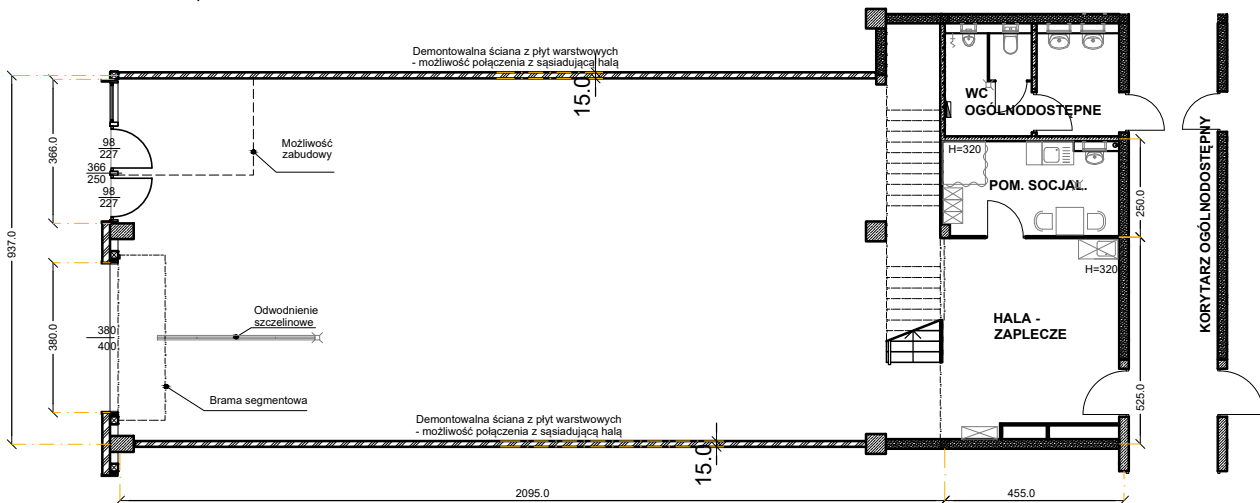 Demontowalna ściana z płyt warstwowych
- możliwość połączenia z sąsiadującą halą
15.0
WC
OGÓLNODOSTĘPNE
98
227
366
250
98
227
366.0
937.0
Możliwość
zabudowy
H=320
POM. SOCJAL.
250.0
KORYTARZ OGÓLNODOSTĘPNY
H=320
Odwodnienie
szczelinowe
HALA -
ZAPLECZE
380
400
380.0
Brama segmentowa
525.0
Demontowalna ściana z płyt warstwowych
- możliwość połączenia z sąsiadującą halą
15.0
2095.0
455.0